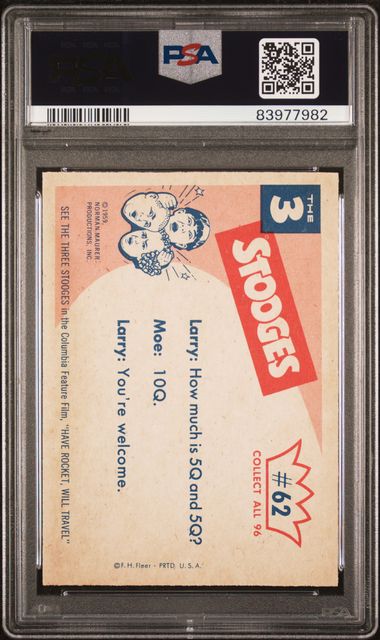 PSA
83977982
THE
3
STOOGES
#62
COLLECT ALL 96
Larry: How much is 5Q and 5Q?
Moe: 10Q.
Larry: You're welcome.
© 1959,
NORMAN MAURER
PRODUCTIONS, INC.
SEE THE THREE STOOGES in the Columbia Feature Film, "HAVE ROCKET, WILL TRAVEL"
©F. H. Fleer - PRTD. U. S. A.